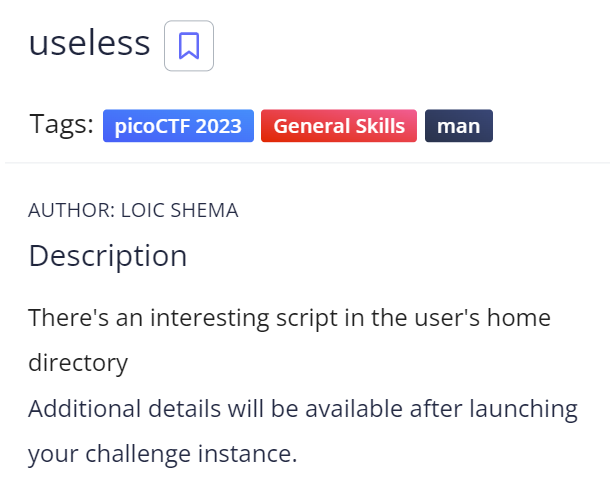 useless
Tags: picoCTF 2023 General Skills man
AUTHOR: LOIC SHEMA
Description
There's an interesting script in the user's home
directory
Additional details will be available after launching
your challenge instance.